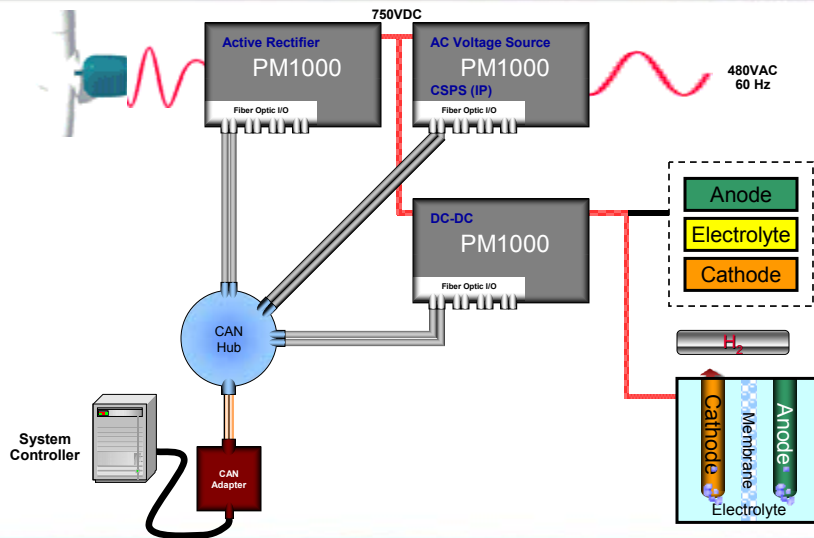 750VDC
Active Rectifier
PM1000
Fiber Optic I/O
AC Voltage Source
PM1000
CSPS (IP)
Fiber Optic I/O
480VAC
60 Hz
DC-DC
PM1000
Fiber Optic I/O
Anode
Electrolyte
Cathode
CAN
Hub
H2
System
Controller
CAN
Adapter
Cathode
Membrane
Anode
Electrolyte